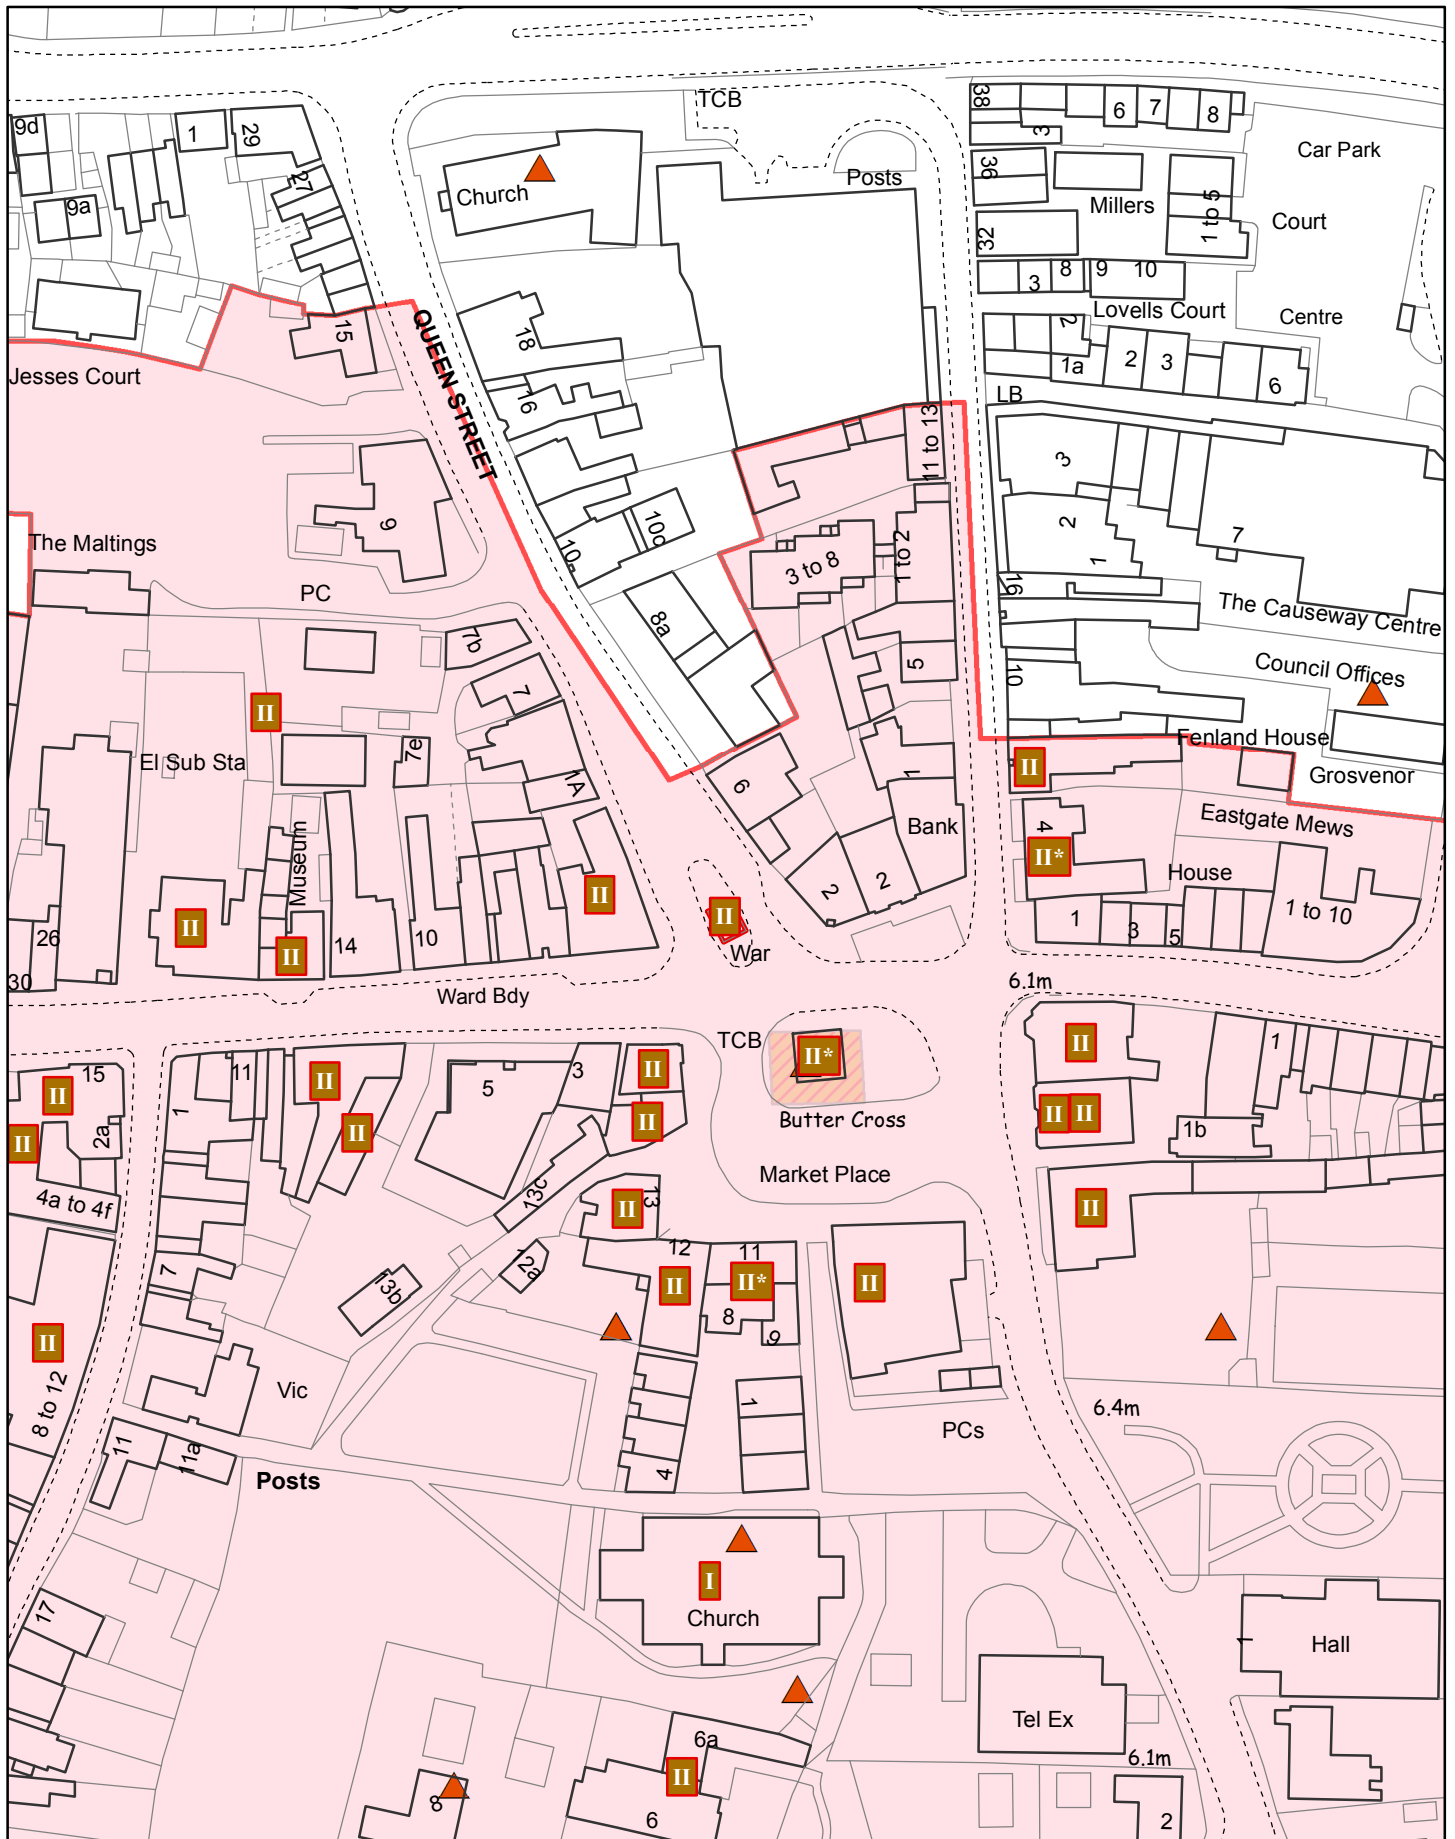 TCB
38
6
7
8
3
9d
1
29
Car Park
Church
Posts
36
27
9a
Millers
1 to 5
Court
32
3
8
9
10
Lovells Court
Centre
15
QUEEN STREET
18
2
1a
2
3
6
Jesses Court
16
LB
11 to 13
3
9
10c
2
7
The Maltings
10
3 to 8
1 to 2
1
16
PC
The Causeway Centre
8a
7b
5
Council Offices
7
10
II
Fenland House
El Sub Sta
7e
1A
6
1
II
Grosvenor
Museum
Bank
4
Eastgate Mews
II*
House
2
2
II
II
II
II
26
14
10
War
1
3
5
1 to 10
30
Ward Bdy
6.1m
TCB
II*
II
1
15
11
II
5
3
II
II
1
II
II
Butter Cross
II
II
1b
II
2a
4a to 4f
13c
Market Place
II
13
II
12
11
7
12a
II
II*
II
13b
8
9
II
8 to 12
Vic
1
6.4m
11
11a
4
PCs
Posts
I
Church
17
1
Hall
Tel Ex
6a
6.1m
II
8
6
2